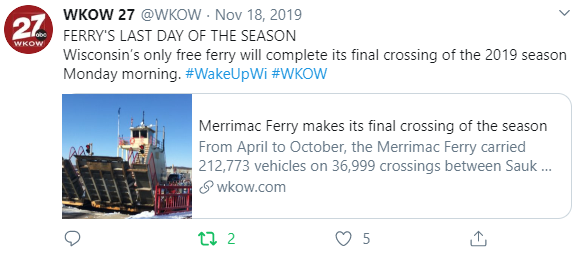 27
abc
WKOW
WKOW 27 @WKOW · Nov 18, 2019
FERRY'S LAST DAY OF THE SEASON
Wisconsin's only free ferry will complete its final crossing of the 2019 season
Monday morning. #WakeUpWi #WKOW
Merrimac Ferry makes its final crossing of the season
From April to October, the Merrimac Ferry carried
212,773 vehicles on 36,999 crossings between Sauk ...
wkow.com
2
5